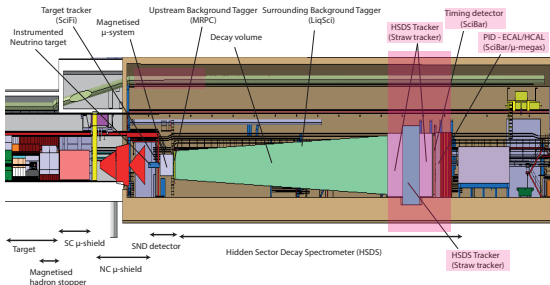 Target tracker
(SciFi)
Instrumented
Neutrino target
Magnetised
μ-system
Upstream Background Tagger
(MRPC)
Decay volume
Surrounding Background Tagger
(LiqSci)
HSDS Tracker
(Straw tracker)
Timing detector
(SciBar)
PID - ECAL/HCAL
(SciBar/μ-megas)
Target
SC μ-shield
Magnetised
hadron stopper
NC μ-shield
SND detector
Hidden Sector Decay Spectrometer (HSDS)
HSDS Tracker
(Straw tracker)